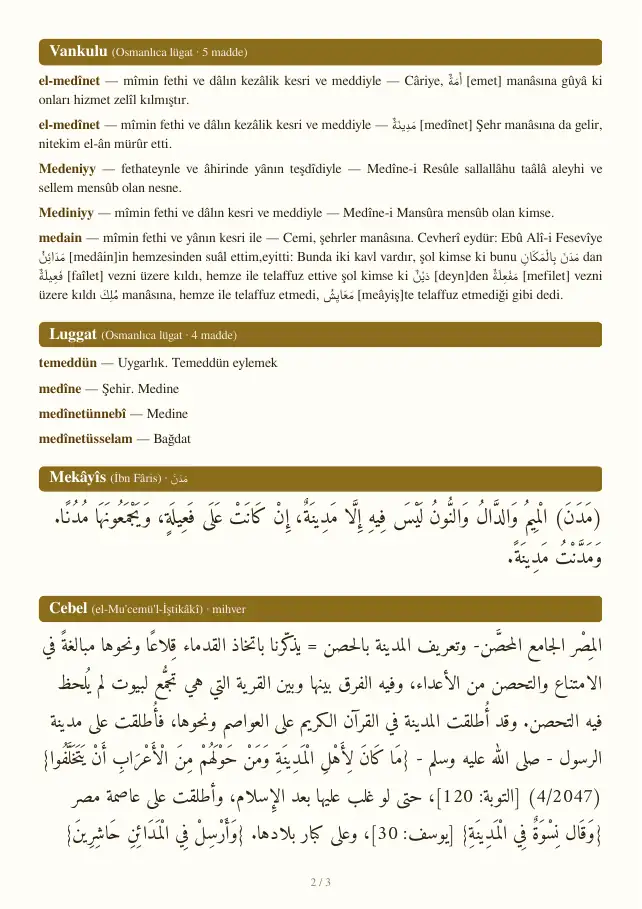 Vankulu (Osmanlıca lügat · 5 madde)
el-medînet — mîmin fethi ve dâlın kezâlik kesri ve meddiyle — Câriye, أَمَةٌ [emet] manâsına gûyâ ki
onları hizmet zelîl kılmıştır.
el-medînet — mîmin fethi ve dâlın kezâlik kesri ve meddiyle — مَدِينَةٌ [medînet] Şehr manâsına da gelir,
nitekim el-ân mürûr etti.
Medeniyy — fethateynle ve âhirinde yânın teşdîdiyle — Medîne-i Resûle sallallâhu taâlâ aleyhi ve
sellem mensûb olan nesne.
Mediniyy — mîmin fethi ve dâlın kesri ve meddiyle — Medîne-i Mansûra mensûb olan kimse.
medain — mîmin fethi ve yânın kesri ile — Cemi, şehrler manâsına. Cevherî eydür: Ebû Alî-i Fesevîye
مَدَائِنُ [medâin]in hemzesinden suâl ettim,eyitti: Bunda iki kavl vardır, şol kimse ki bunu مَدَنَ بِالْمَكَانِ dan
فَعِيلَةٌ [faîlet] vezni üzere kıldı, hemze ile telaffuz ettive şol kimse ki دَيْنٌ [deyn]den مَفْعِلَةٌ [mefilet] vezni
üzere kıldı مُلِكَ manâsına, hemze ile telaffuz etmedi, مَعَايِشُ [meâyiş]te telaffuz etmediği gibi dedi.
Luggat (Osmanlıca lügat · 4 madde)
temeddün — Uygarlık. Temeddün eylemek
medîne — Şehir. Medine
medînetünnebî — Medine
medînetüsselam — Bağdat
Mekâyîs (İbn Fâris) · مَدَنَ
(مَدَنَ) الْمِيمُ وَالدَّالُ وَالنُّونُ لَيْسَ فِيهِ إِلَّا مَدِينَةٌ، إِنْ كَانَتْ عَلَى فَعِيلَةٍ، وَيَجْمَعُونَهَا مُدُنًا.
وَمَدَّنْتُ مَدِينَةً.
Cebel (el-Mu'cemü'l-İştikâkî) · mihver
المِصْر الجامع المحصَّن- وتعريف المدينة بالحصن = يذكّرنا باتخاذ القدماء قِلاعًا ونحوها مبالغةً في
الامتناع والتحصن من الأعداء، وفيه الفرق بينها وبين القرية التي هي تجمُّع لبيوت لم يُلحظ
فيه التحصن. وقد أُطلقت المدينة في القرآن الكريم على العواصم ونحوها، فأُطلقت على مدينة
الرسول - صلى الله عليه وسلم - {مَا كَانَ لِأَهْلِ الْمَدِينَةِ وَمَنْ حَوْلَهُمْ مِنَ الْأَعْرَابِ أَنْ يَتَخَلَّفُوا}
(4/2047) [التوبة: 120]، حتى لو غلب عليها بعد الإسلام، وأطلقت على عاصمة مصر
{وَقَالَ نِسْوَةٌ فِي الْمَدِينَةِ} [يوسف: 30]، وعلى كبار بلادها. {وَأَرْسِلْ فِي الْمَدَائِنِ حَاشِرِينَ}
2 / 3